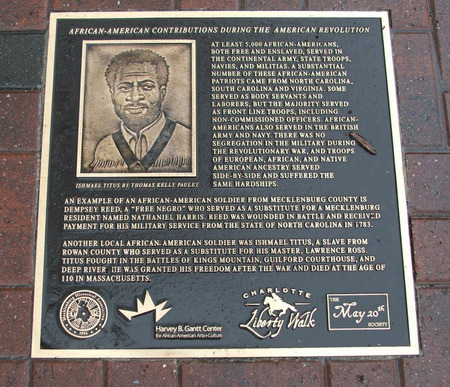 AFRICAN-AMERICAN CONTRIBUTIONS DURING THE AMERICAN REVOLUTION
AT LEAST 5,000 AFRICAN-AMERICANS,
BOTH FREE AND ENSLAVED, SERVED IN
THE CONTINENTAL ARMY, STATE TROOPS,
NAVIES, AND MILITIAS. A SUBSTANTIAL
NUMBER OF THESE AFRICAN-AMERICAN
PATRIOTS CAME FROM NORTH CAROLINA,
SOUTH CAROLINA AND VIRGINIA. SOME
SERVED AS BODY SERVANTS AND
LABORERS, BUT THE MAJORITY SERVED
AS FRONT LINE TROOPS, INCLUDING
NON-COMMISSIONED OFFICERS. AFRICAN-
AMERICANS ALSO SERVED IN THE BRITISH
ARMY AND NAVY. THERE WAS NO
SEGREGATION IN THE MILITARY DURING
THE REVOLUTIONARY WAR, AND TROOPS
OF EUROPEAN, AFRICAN, AND NATIVE
AMERICAN ANCESTRY SERVED
SIDE-BY-SIDE AND SUFFERED THE
SAME HARDSHIPS.
ISHMAEL TITUS BY THOMAS KELLY PAULEY
AN EXAMPLE OF AN AFRICAN-AMERICAN SOLDIER FROM MECKLENBURG COUNTY IS
DEMPSEY REED, A "FREE NEGRO" WHO SERVED AS A SUBSTITUTE FOR A MECKLENBURG
RESIDENT NAMED NATHANIEL HARRIS. REED WAS WOUNDED IN BATTLE AND RECEIVED
PAYMENT FOR HIS MILITARY SERVICE FROM THE STATE OF NORTH CAROLINA IN 1783.
ANOTHER LOCAL AFRICAN-AMERICAN SOLDIER WAS ISHMAEL TITUS, A SLAVE FROM
ROWAN COUNTY WHO SERVED AS A SUBSTITUTE FOR HIS MASTER, LAWRENCE ROSS.
TITUS FOUGHT IN THE BATTLES OF KINGS MOUNTAIN, GUILFORD COURTHOUSE, AND
DEEP RIVER. HE WAS GRANTED HIS FREEDOM AFTER THE WAR AND DIED AT THE AGE OF
110 IN MASSACHUSETTS.
Harvey B. Gantt Center
for African-American Arts+Culture
CHARLOTTE
Liberty Walk
THE
May 20th
SOCIETY